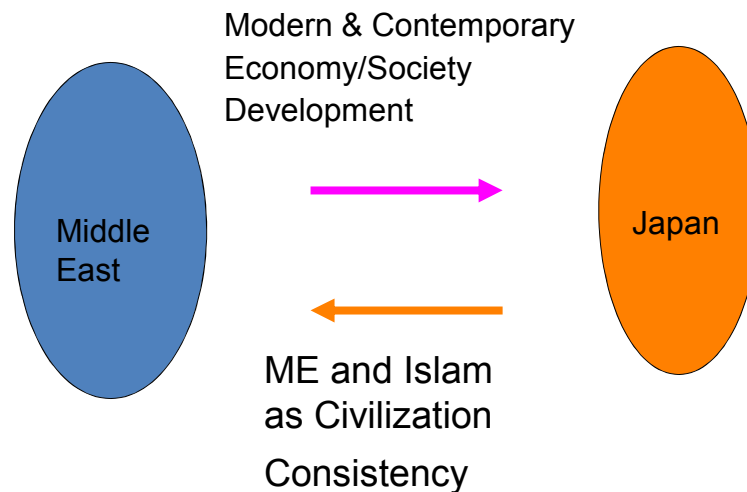 Modern & Contemporary
Economy/Society
Development
Middle
East
Japan
ME and Islam
as Civilization
Consistency